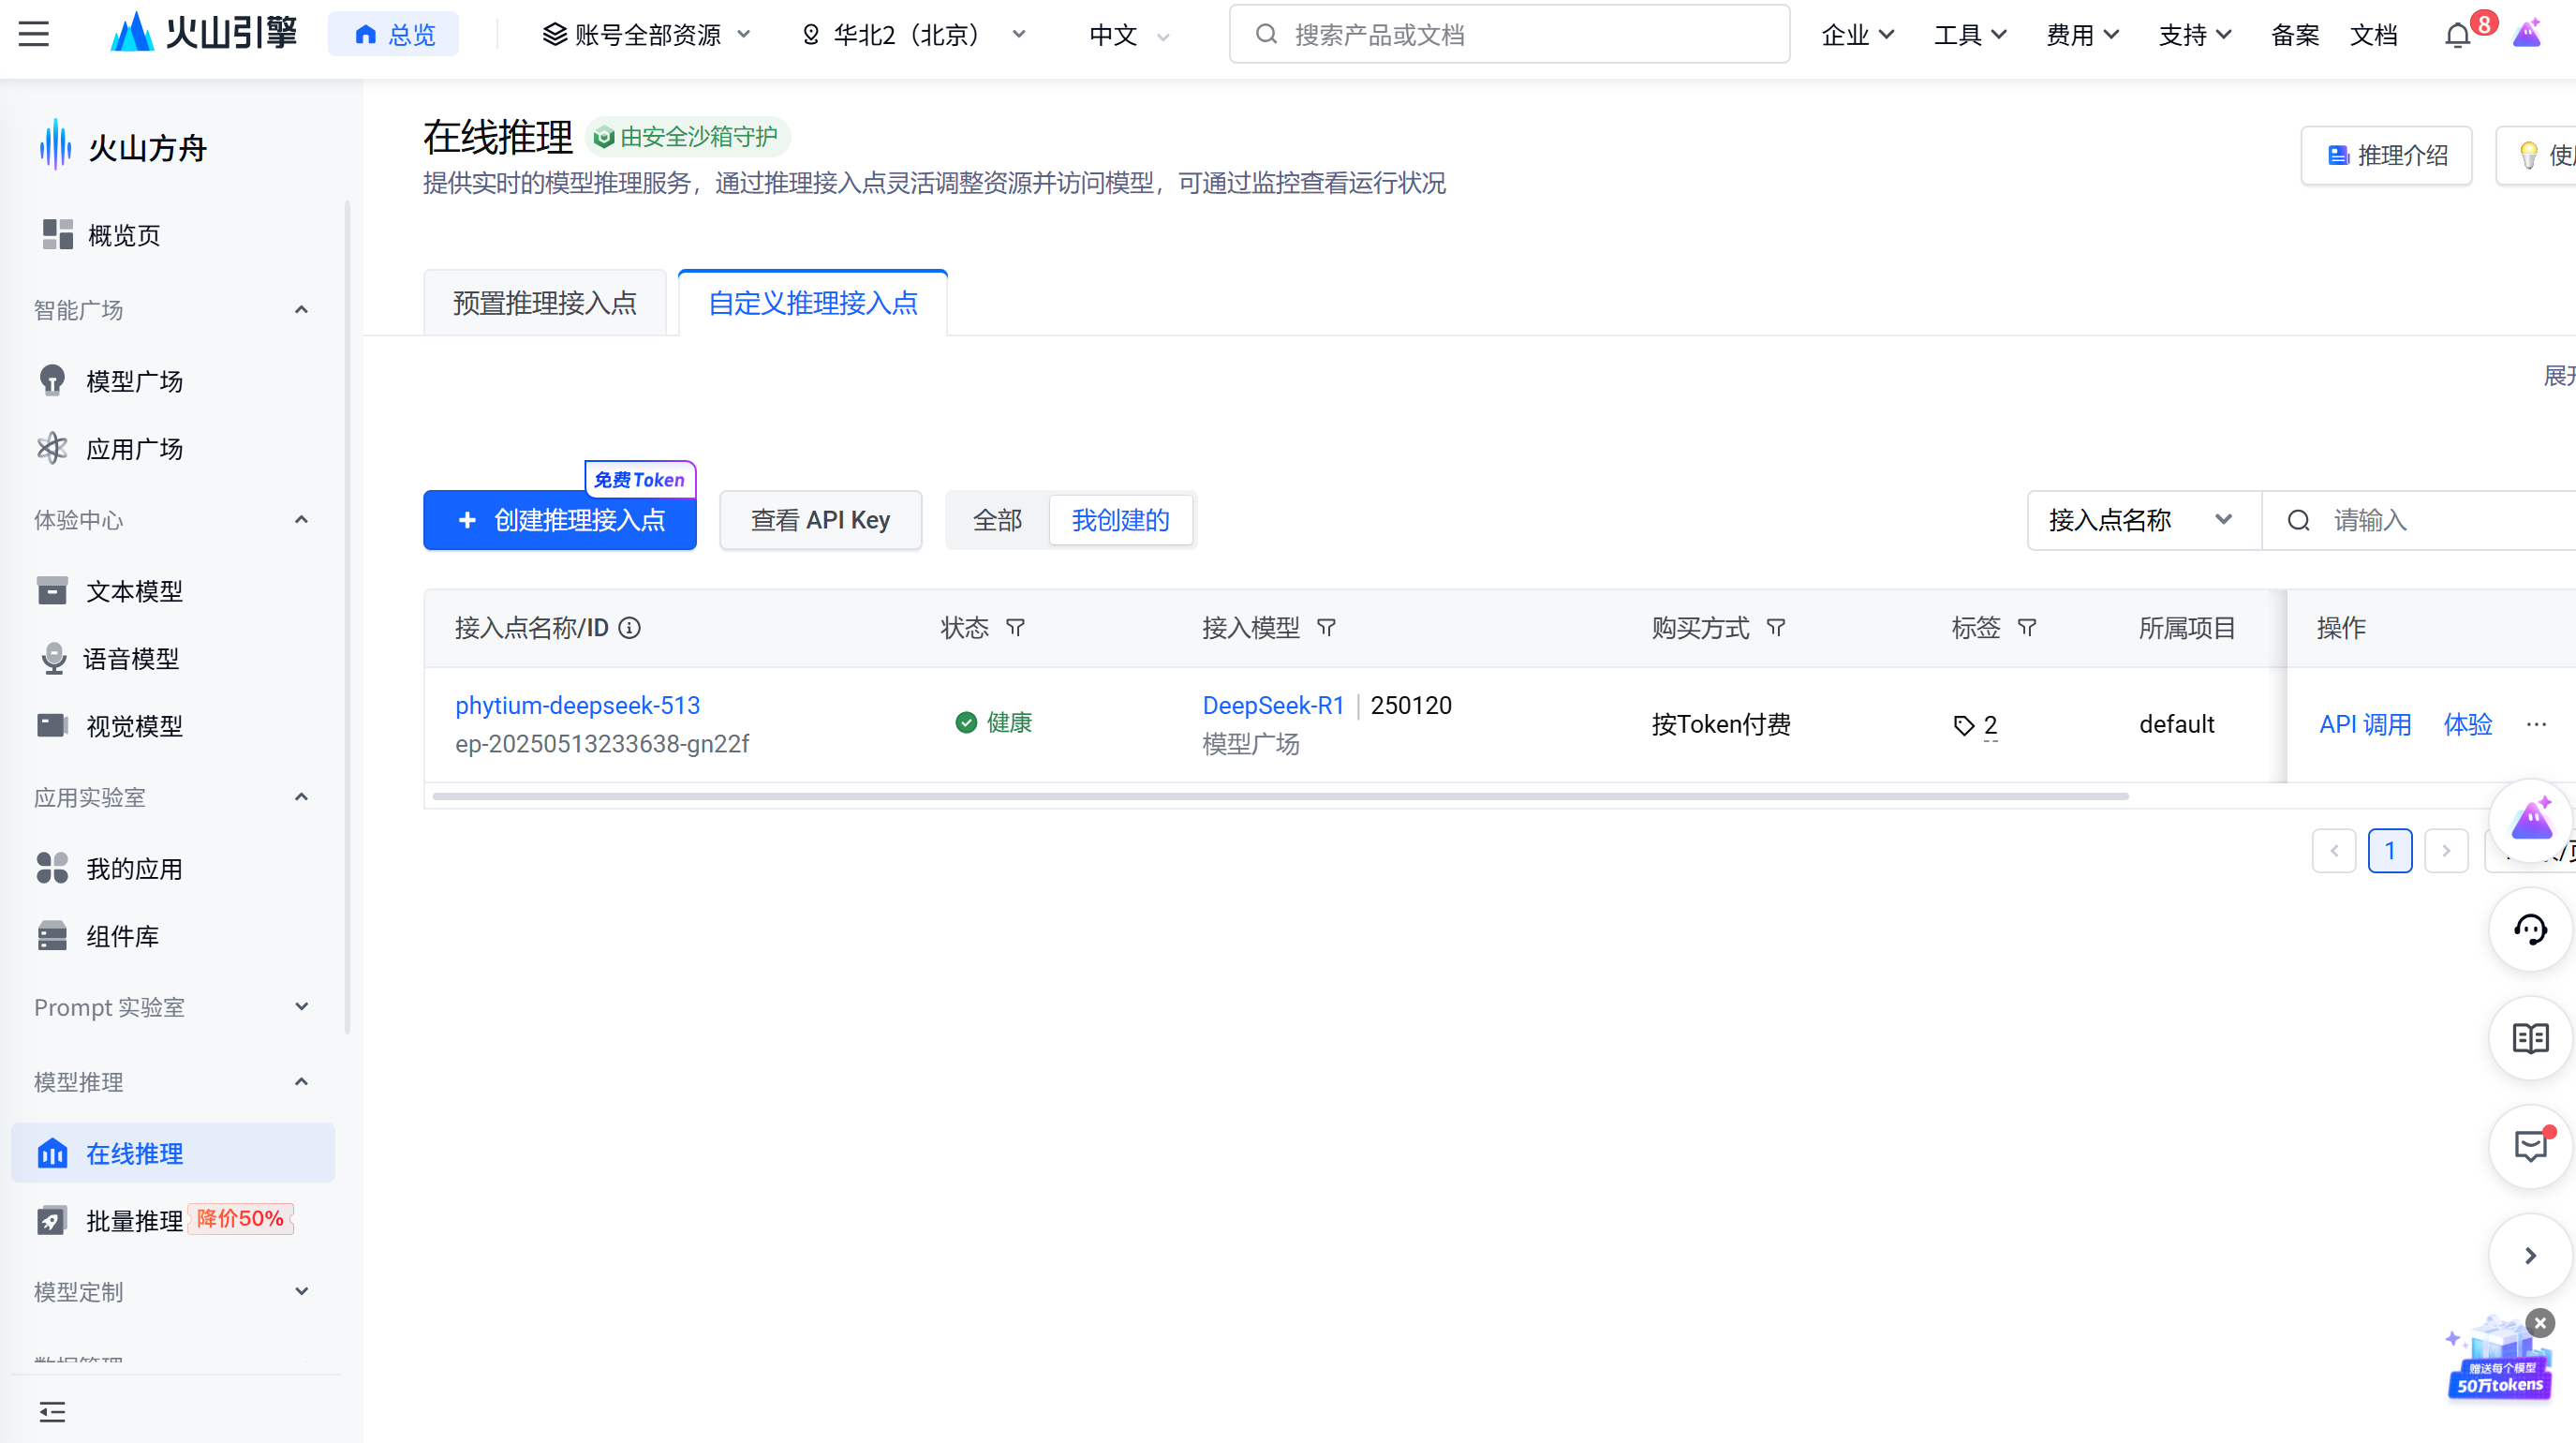 火山引擎
总览
账号全部资源
华北2（北京）
中文
搜索产品或文档
企业
工具
费用
支持
备案
文档
8
火山方舟
概览页
智能广场
模型广场
应用广场
体验中心
文本模型
语音模型
视觉模型
应用实验室
我的应用
组件库
Prompt 实验室
模型推理
在线推理
批量推理 降价50%
模型定制
在线推理
由安全沙箱守护
提供实时的模型推理服务，通过推理接入点灵活调整资源并访问模型，可通过监控查看运行状况
推理介绍
预置推理接入点
自定义推理接入点
免费Token
创建推理接入点
查看 API Key
全部
我创建的
接入点名称
请输入
接入点名称/ID
状态
接入模型
购买方式
标签
所属项目
操作
phytium-deepseek-513
ep-20250513233638-gn22f
健康
DeepSeek-R1 | 250120
模型广场
按Token付费
2
default
API 调用
体验
1
赠送每个模型
50万tokens